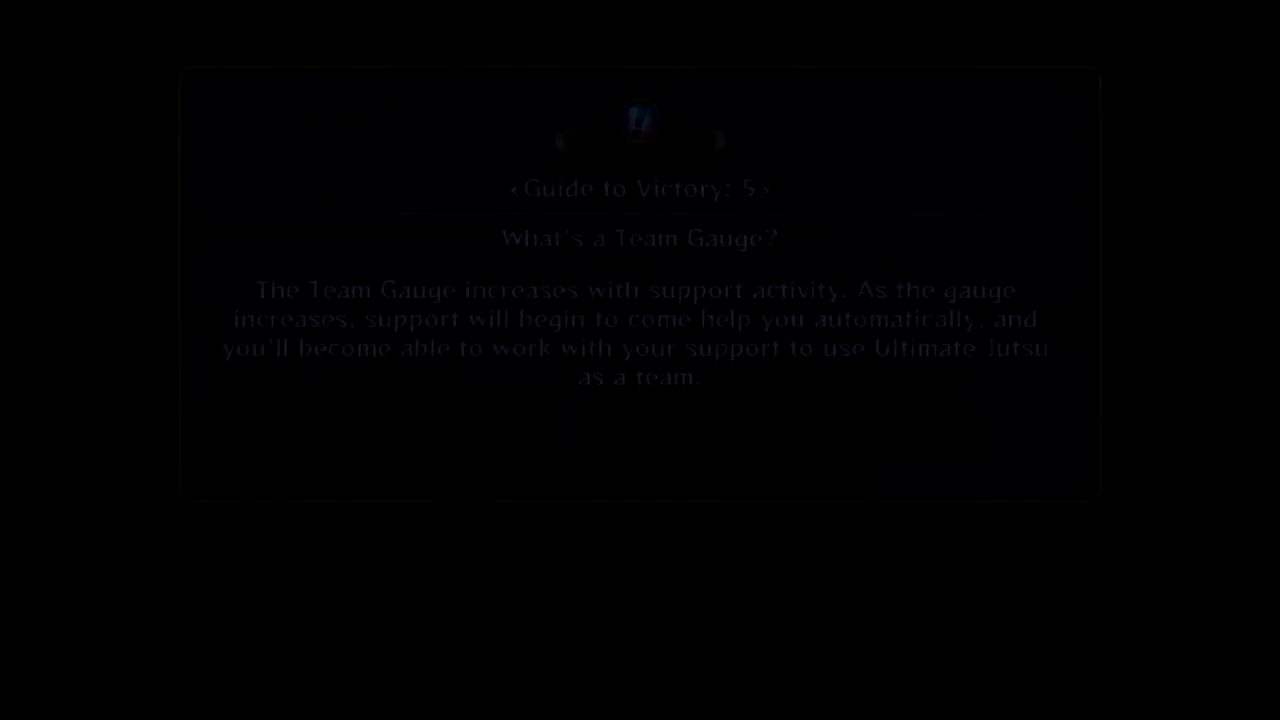 ‹Guide to Victory: 5›
What's a Team Gauge?
The Team Gauge increases with support activity. As the gauge
increases, support will begin to come help you automatically, and
you'll become able to work with your support to use Ultimate Jutsu
as a team.